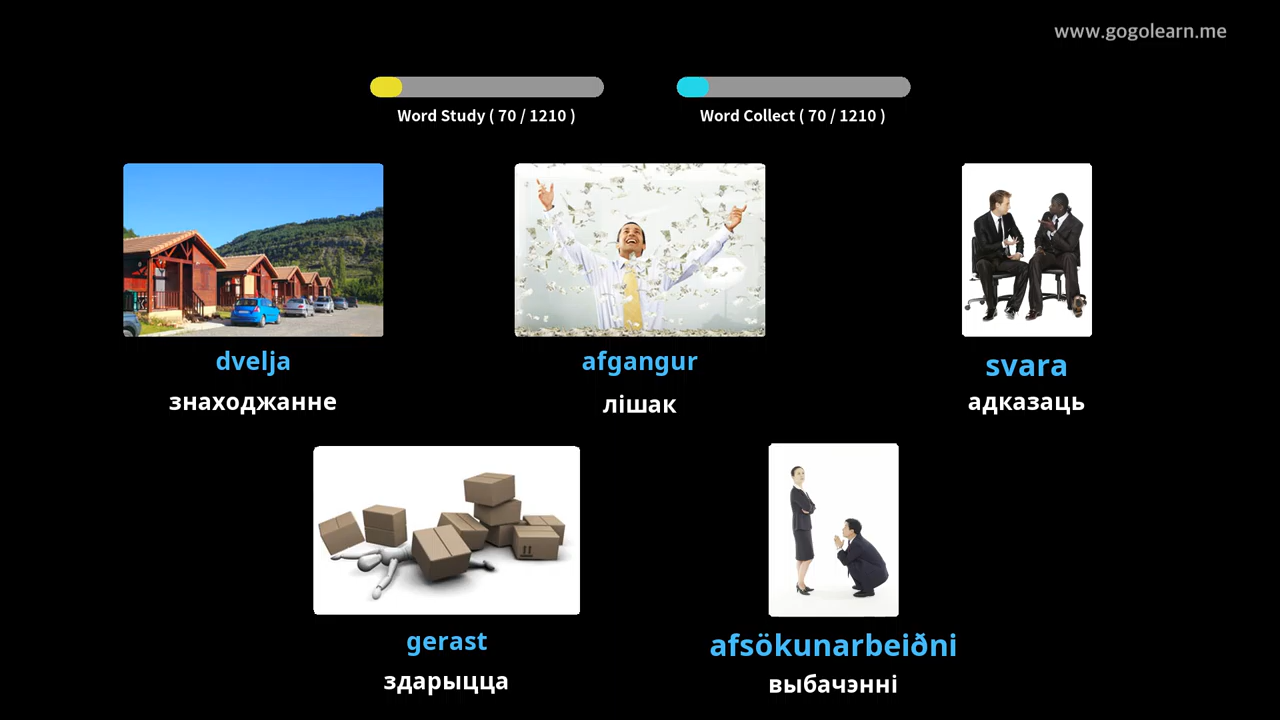 www.gogolearn.me
Word Study ( 70 / 1210 )
Word Collect ( 70 / 1210 )
dvelja
знаходжанне
afgangur
лішак
svara
адказаць
gerast
здарыцца
afsökunarbeiðni
выбачэнні